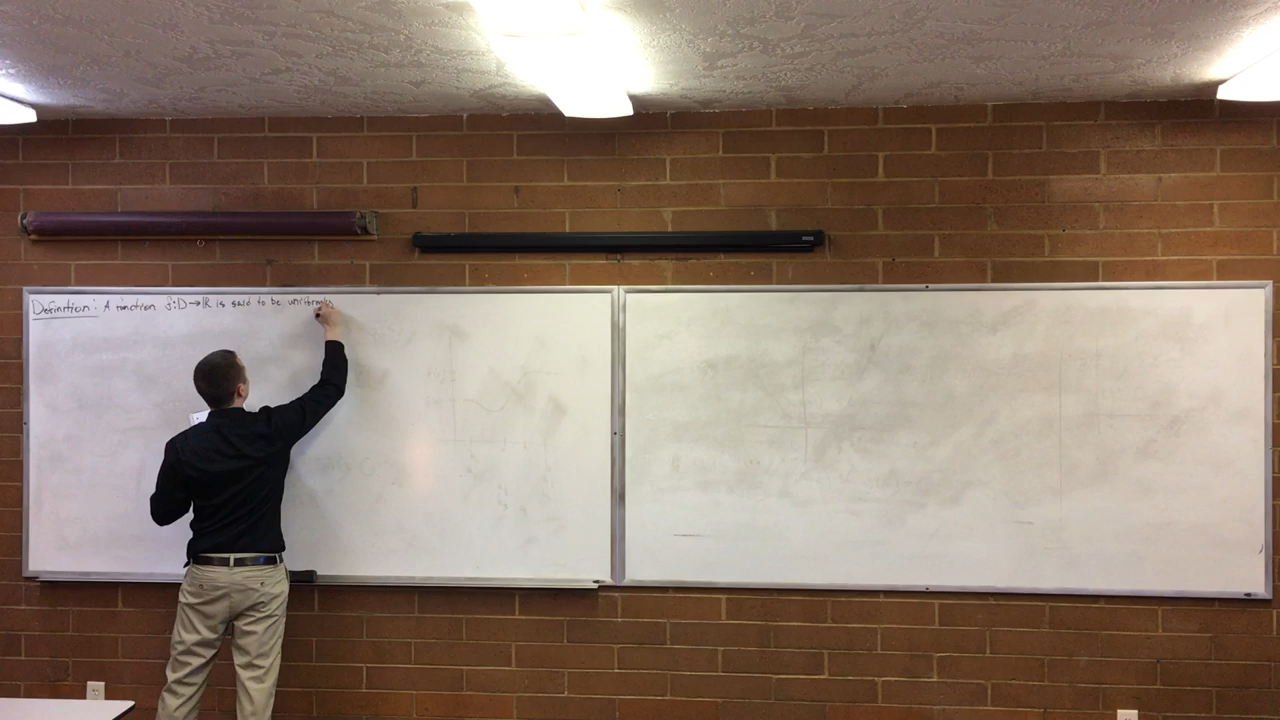 Definition: A function f:D→ℝ is said to be uniformly